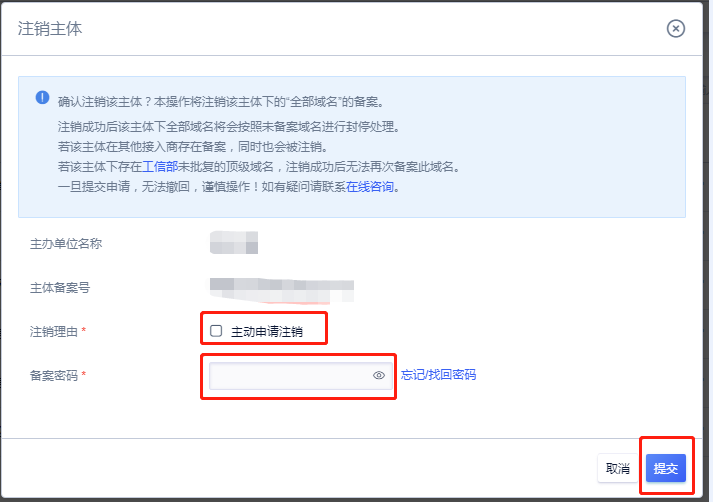 注销主体
确认注销该主体？本操作将注销该主体下的“全部域名”的备案。
注销成功后该主体下全部域名将会按照未备案域名进行封停处理。
若该主体在其他接入商存在备案，同时也会被注销。
若该主体下存在工信部未批复的顶级域名，注销成功后无法再次备案此域名。
一旦提交申请，无法撤回，谨慎操作！如有疑问请联系在线咨询。
主办单位名称
主体备案号
注销理由* 主动申请注销
备案密码* 忘记/找回密码
取消 提交